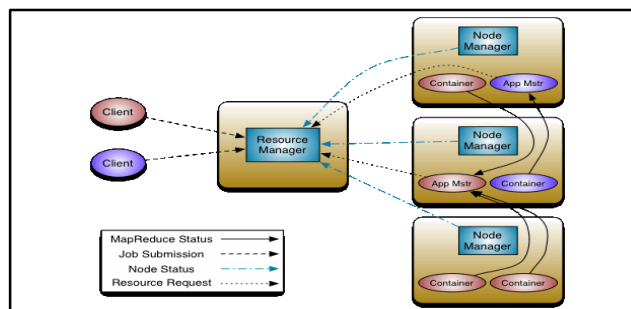 Node
Manager
Container
App Mstr
Client
Resource
Manager
Node
Manager
Client
App Mstr
Container
Node
Manager
MapReduce Status
Job Submission
Node Status
Resource Request
Container
Container